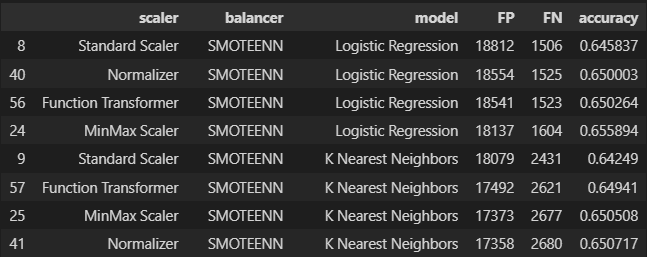 scaler balancer model FP FN accuracy
8 Standard Scaler SMOTEENN Logistic Regression 18812 1506 0.645837
40 Normalizer SMOTEENN Logistic Regression 18554 1525 0.650003
56 Function Transformer SMOTEENN Logistic Regression 18541 1523 0.650264
24 MinMax Scaler SMOTEENN Logistic Regression 18137 1604 0.655894
9 Standard Scaler SMOTEENN K Nearest Neighbors 18079 2431 0.64249
57 Function Transformer SMOTEENN K Nearest Neighbors 17492 2621 0.64941
25 MinMax Scaler SMOTEENN K Nearest Neighbors 17373 2677 0.650508
41 Normalizer SMOTEENN K Nearest Neighbors 17358 2680 0.650717